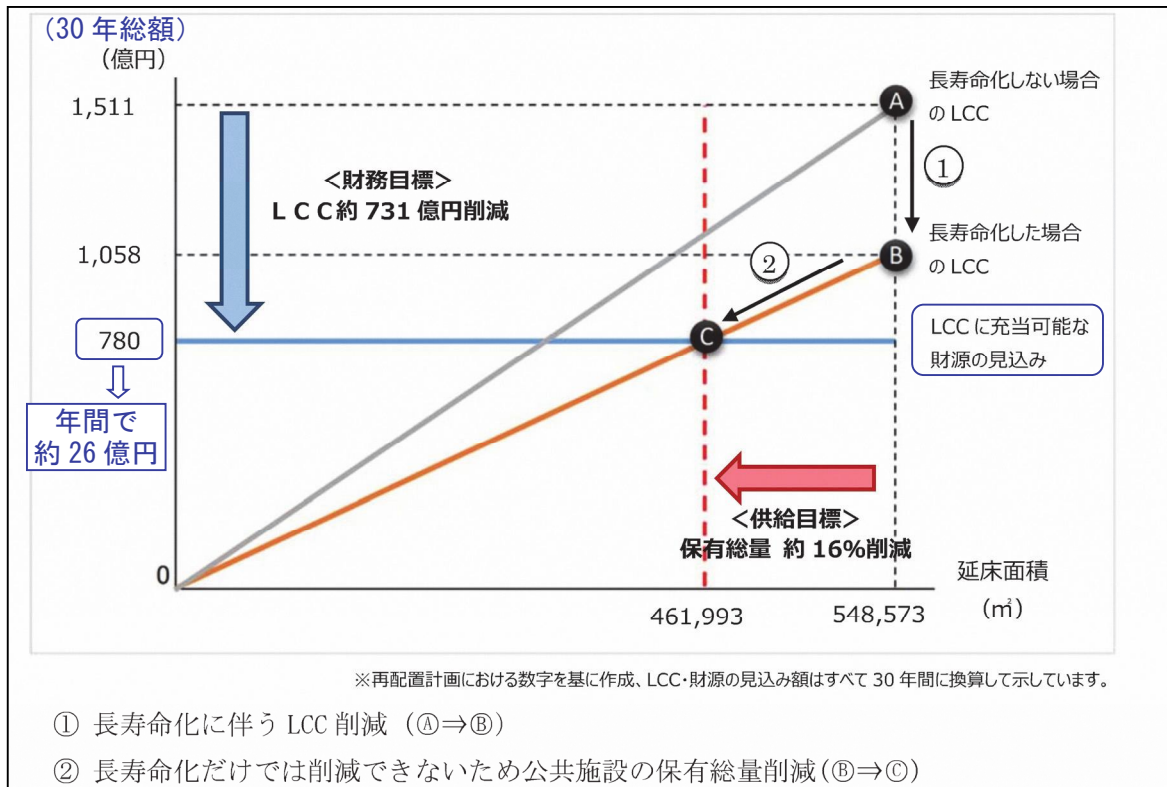 (30 年総額)
(億円)
1,511
1,058
780
年間で
約 26 億円
0
<財務目標>
LCC約 731 億円削減
A
長寿命化しない場合
の LCC
①
B
長寿命化した場合
の LCC
②
C
LCC に充当可能な
財源の見込み
<供給目標>
保有総量 約 16%削減
延床面積
(㎡)
461,993
548,573
※再配置計画における数字を基に作成、LCC・財源の見込み額はすべて 30 年間に換算して示しています。
① 長寿命化に伴う LCC 削減（Ⓐ⇒Ⓑ）
② 長寿命化だけでは削減できないため公共施設の保有総量削減(Ⓑ⇒Ⓒ)